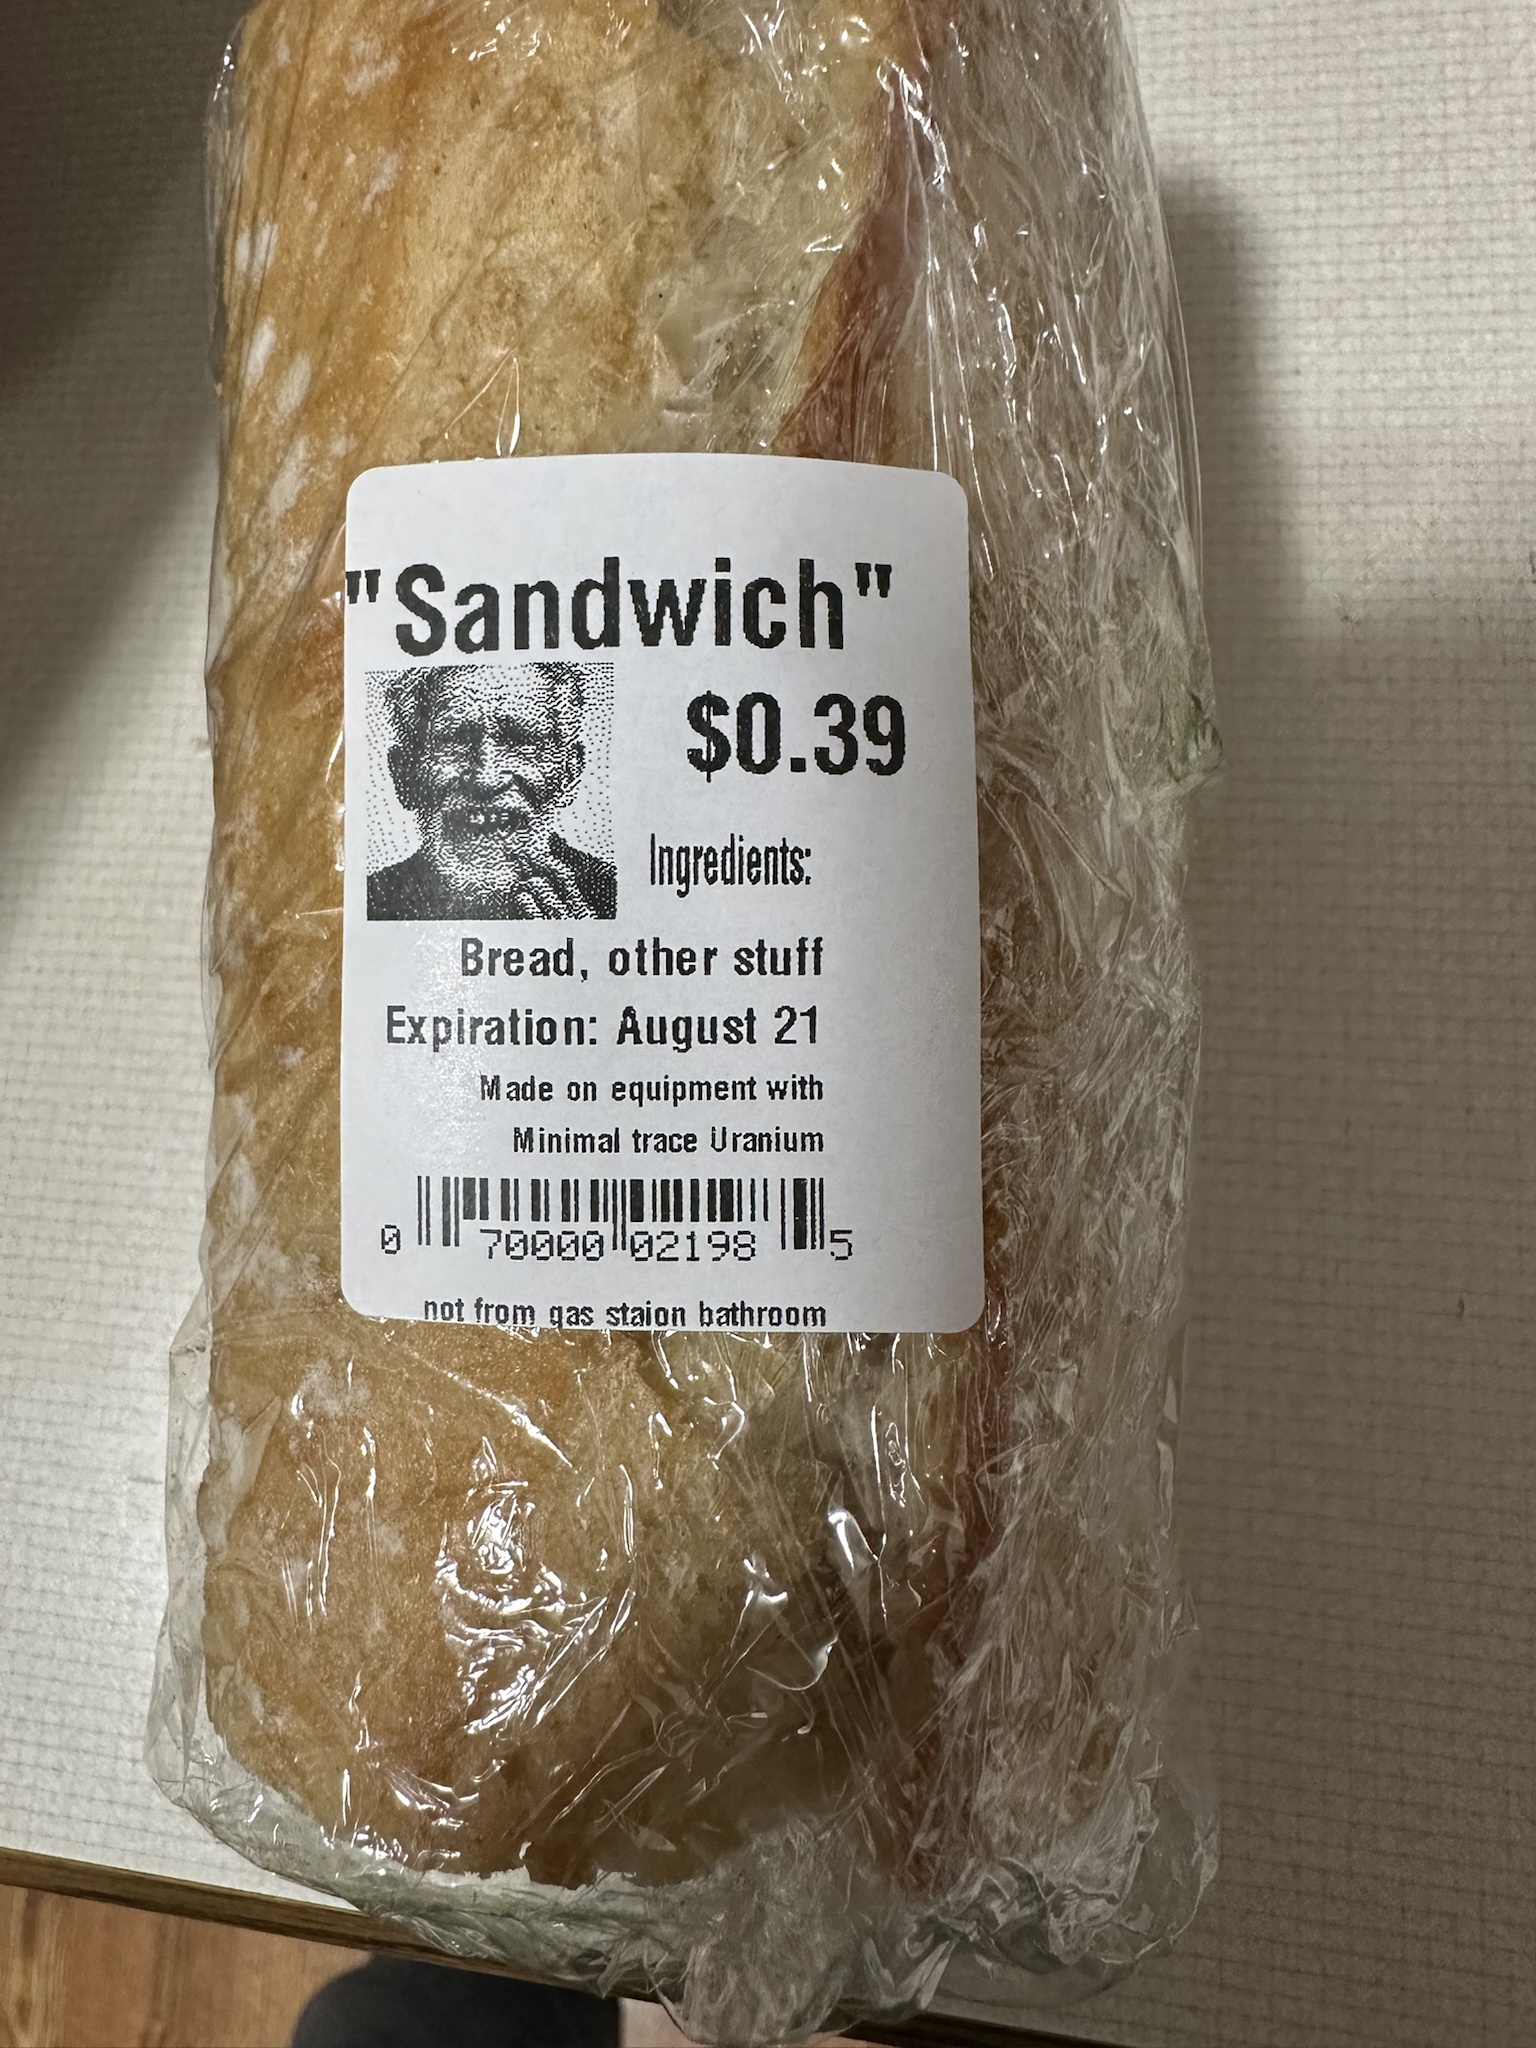 "Sandwich"
$0.39
Ingredients:
Bread, other stuff
Expiration: August 21
Made on equipment with
Minimal trace Uranium
0 70000 02198 5
not from gas staion bathroom